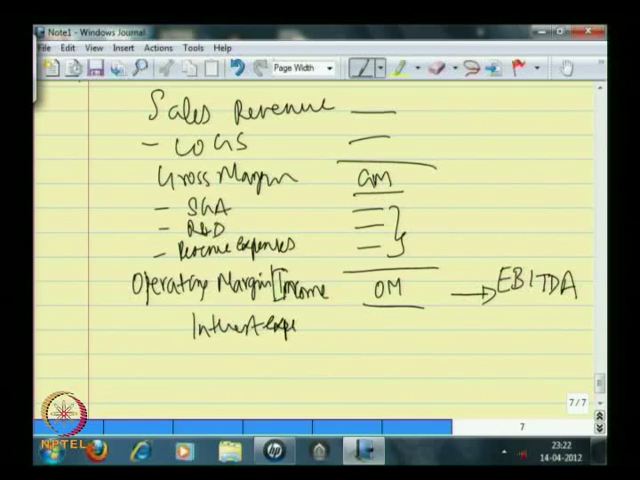 Note1 - Windows Journal
File Edit View Insert Actions Tools Help
Page Width
Sales Revenue
- COGS
Gross Margin GM
- SGA
- R&D
- Revenue Expenses
Operating Margin [Income OM → EBITDA
Interest expe
7/7
7
NPTEL
23:22
14-04-2012